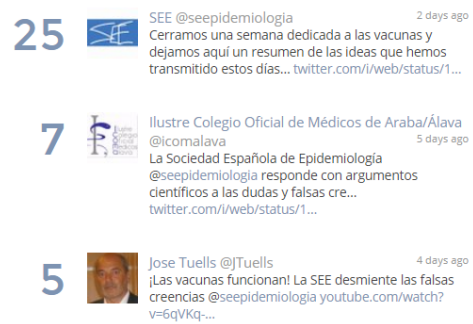 25
SEE
SEE @seepidemiologia 2 days ago
Cerramos una semana dedicada a las vacunas y
dejamos aquí un resumen de las ideas que hemos
transmitido estos días... twitter.com/i/web/status/1...
7
Ilustre Colegio Oficial de Médicos de Araba/Álava
@icomalava 5 days ago
La Sociedad Española de Epidemiología
@seepidemiologia responde con argumentos
científicos a las dudas y falsas cre...
twitter.com/i/web/status/1...
5
Jose Tuells @JTuells 4 days ago
¡Las vacunas funcionan! La SEE desmiente las falsas
creencias @seepidemiologia youtube.com/watch?
v=6qVKq-...